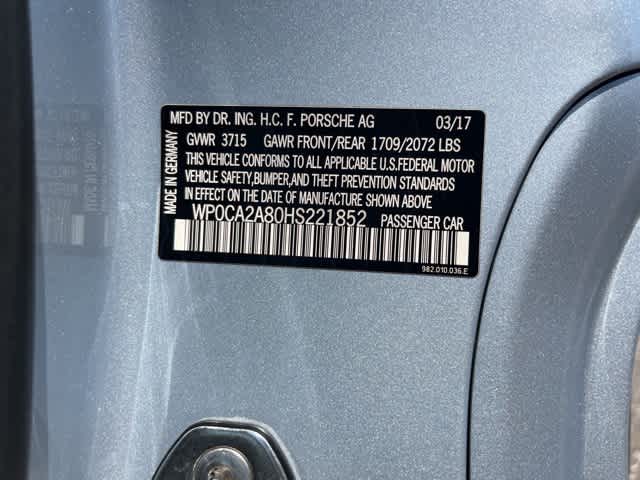 MFD BY DR. ING. H.C. F. PORSCHE AG 03/17
GWR 3715 GAWR FRONT/REAR 1709/2072 LBS
THIS VEHICLE CONFORMS TO ALL APPLICABLE U.S.FEDERAL MOTOR
VEHICLE SAFETY,BUMPER,AND THEFT PREVENTION STANDARDS
IN EFFECT ON THE DATE OF MANUFACTURE SHOWN ABOVE
WP0CA2A80HS221852 PASSENGER CAR
982.010.036.E
MADE IN GERMANY